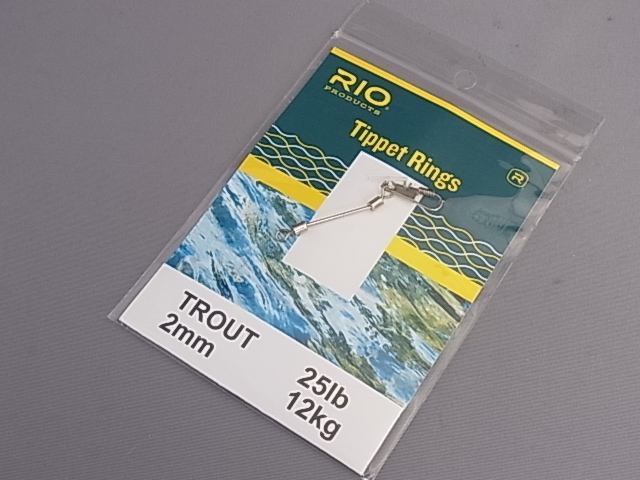 RIO
PRODUCTS
Tippet Rings
R
TROUT
2mm
25lb
12kg